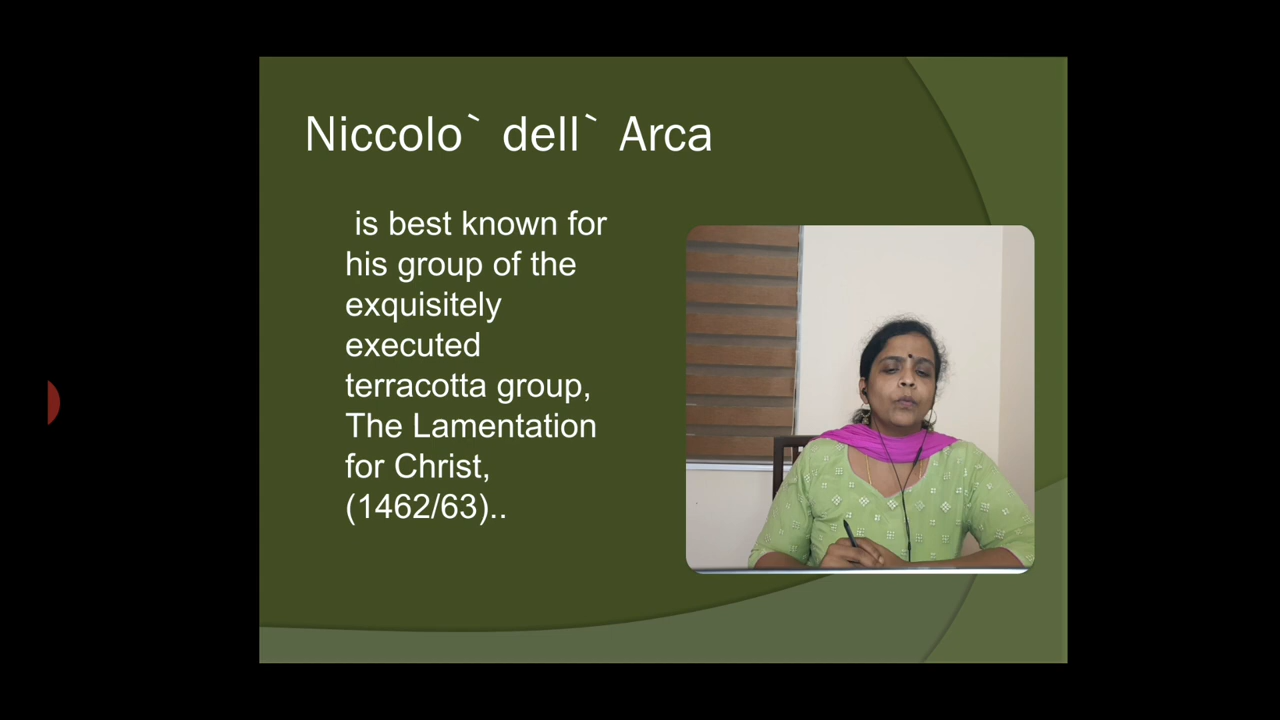 Niccolo` dell` Arca
is best known for
his group of the
exquisitely
executed
terracotta group,
The Lamentation
for Christ,
(1462/63)..